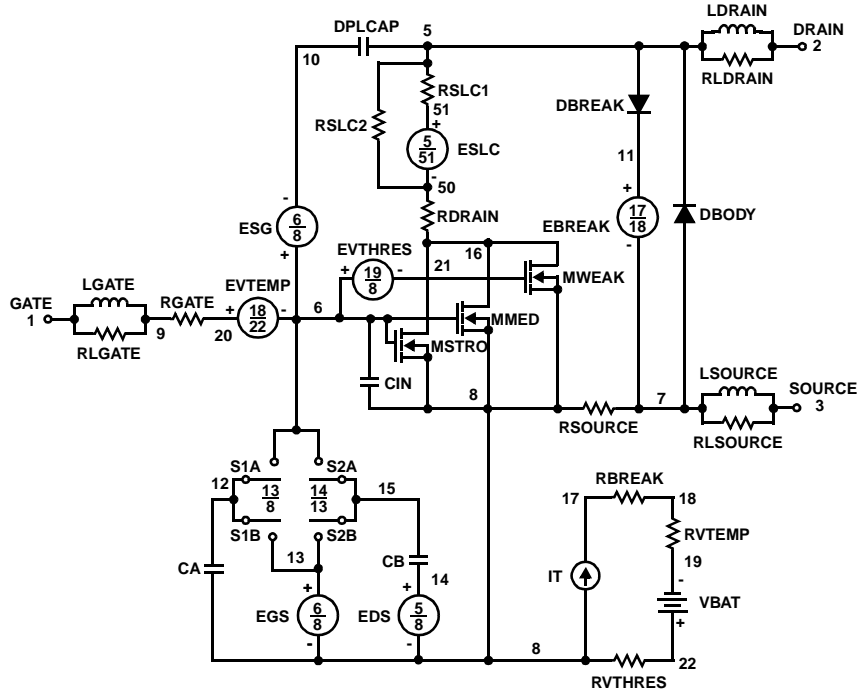 LDRAIN
DPLCAP 5 DRAIN
10 2
RLDRAIN
RSLC1
DBREAK
RSLC2 51
+
5
51
ESLC
11
-
50
-
+
6
8
ESG
RDRAIN
17
18
EBREAK
DBODY
+
-
EVTHRES 16
+ 19
8
- 21
MWEAK
LGATE EVTEMP
GATE RGATE + 18
22
- 6
1 MMED
9 20
MSTRO
RLGATE
LSOURCE
CIN 8 7 SOURCE
3
RSOURCE
RLSOURCE
S1A S2A
12 13
8
14
13
15 RBREAK
17 18
S1B S2B
RVTEMP
13 CB 19
CA 14 IT -
+ +
VBAT
EGS 6
8
EDS 5
8
+
- -
8 22
RVTHRES